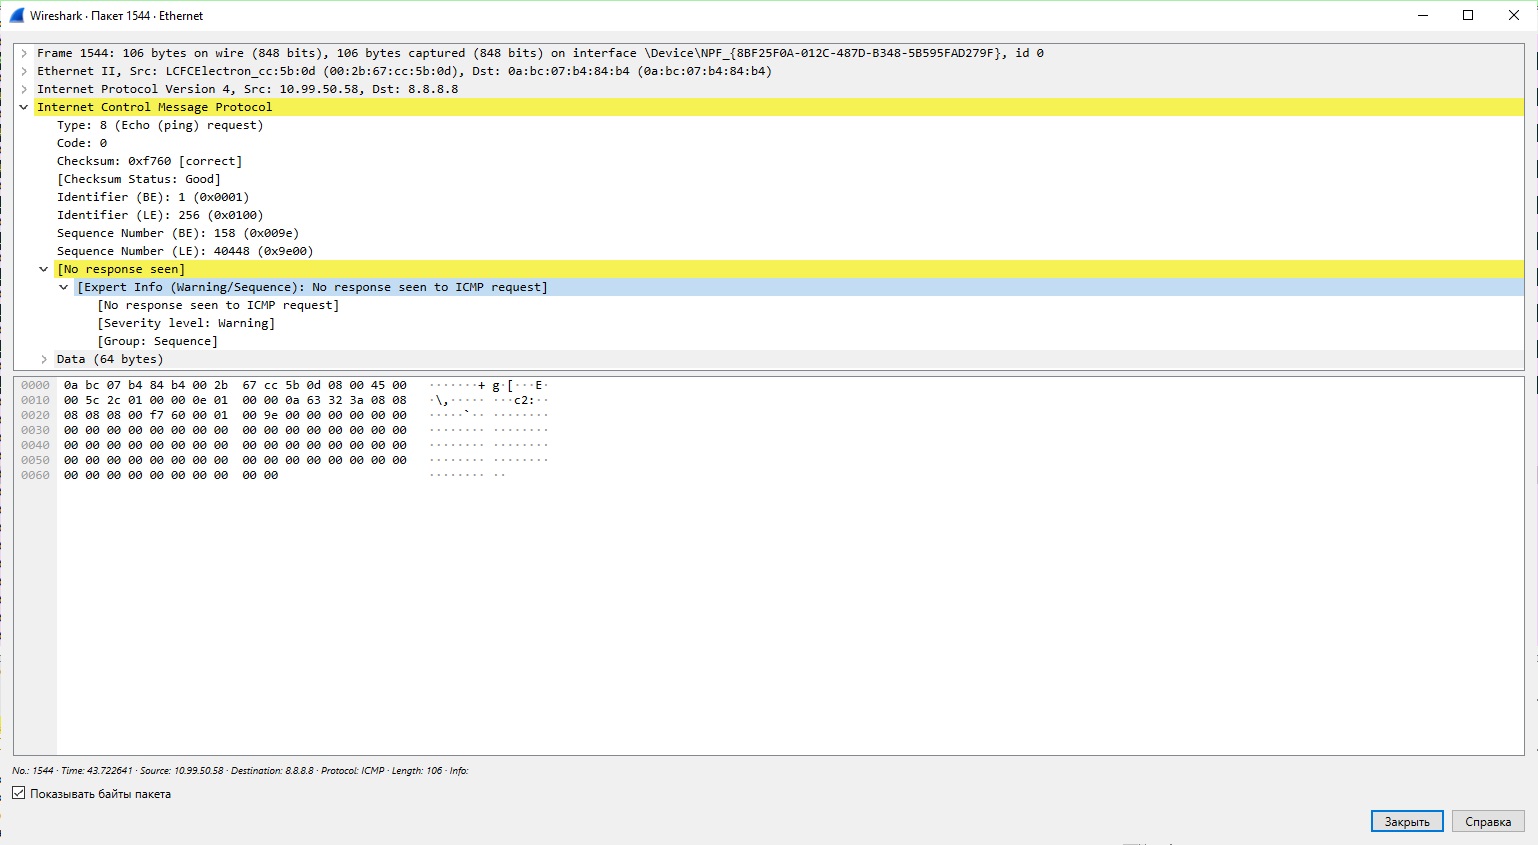 Wireshark · Пакет 1544 · Ethernet
Frame 1544: 106 bytes on wire (848 bits), 106 bytes captured (848 bits) on interface \Device\NPF_{8BF25F0A-012C-487D-B348-5B595FAD279F}, id 0
Ethernet II, Src: LCFCElectron_cc:5b:0d (00:2b:67:cc:5b:0d), Dst: 0a:bc:07:b4:84:b4 (0a:bc:07:b4:84:b4)
Internet Protocol Version 4, Src: 10.99.50.58, Dst: 8.8.8.8
Internet Control Message Protocol
Type: 8 (Echo (ping) request)
Code: 0
Checksum: 0xf760 [correct]
[Checksum Status: Good]
Identifier (BE): 1 (0x0001)
Identifier (LE): 256 (0x0100)
Sequence Number (BE): 158 (0x009e)
Sequence Number (LE): 40448 (0x9e00)
[No response seen]
[Expert Info (Warning/Sequence): No response seen to ICMP request]
[No response seen to ICMP request]
[Severity level: Warning]
[Group: Sequence]
Data (64 bytes)
0000 0a bc 07 b4 84 b4 00 2b 67 cc 5b 0d 08 00 45 00 ·······+ g·[···E·
0010 00 5c 2c 01 00 00 0e 01 00 00 0a 63 32 3a 08 08 ·\,····· ···c2:··
0020 08 08 08 00 f7 60 00 01 00 9e 00 00 00 00 00 00 ·····`·· ········
0030 00 00 00 00 00 00 00 00 00 00 00 00 00 00 00 00 ········ ········
0040 00 00 00 00 00 00 00 00 00 00 00 00 00 00 00 00 ········ ········
0050 00 00 00 00 00 00 00 00 00 00 00 00 00 00 00 00 ········ ········
0060 00 00 00 00 00 00 00 00 00 00 ········ ··
No.: 1544 · Time: 43.722641 · Source: 10.99.50.58 · Destination: 8.8.8.8 · Protocol: ICMP · Length: 106 · Info:
Показывать байты пакета
Закрыть Справка